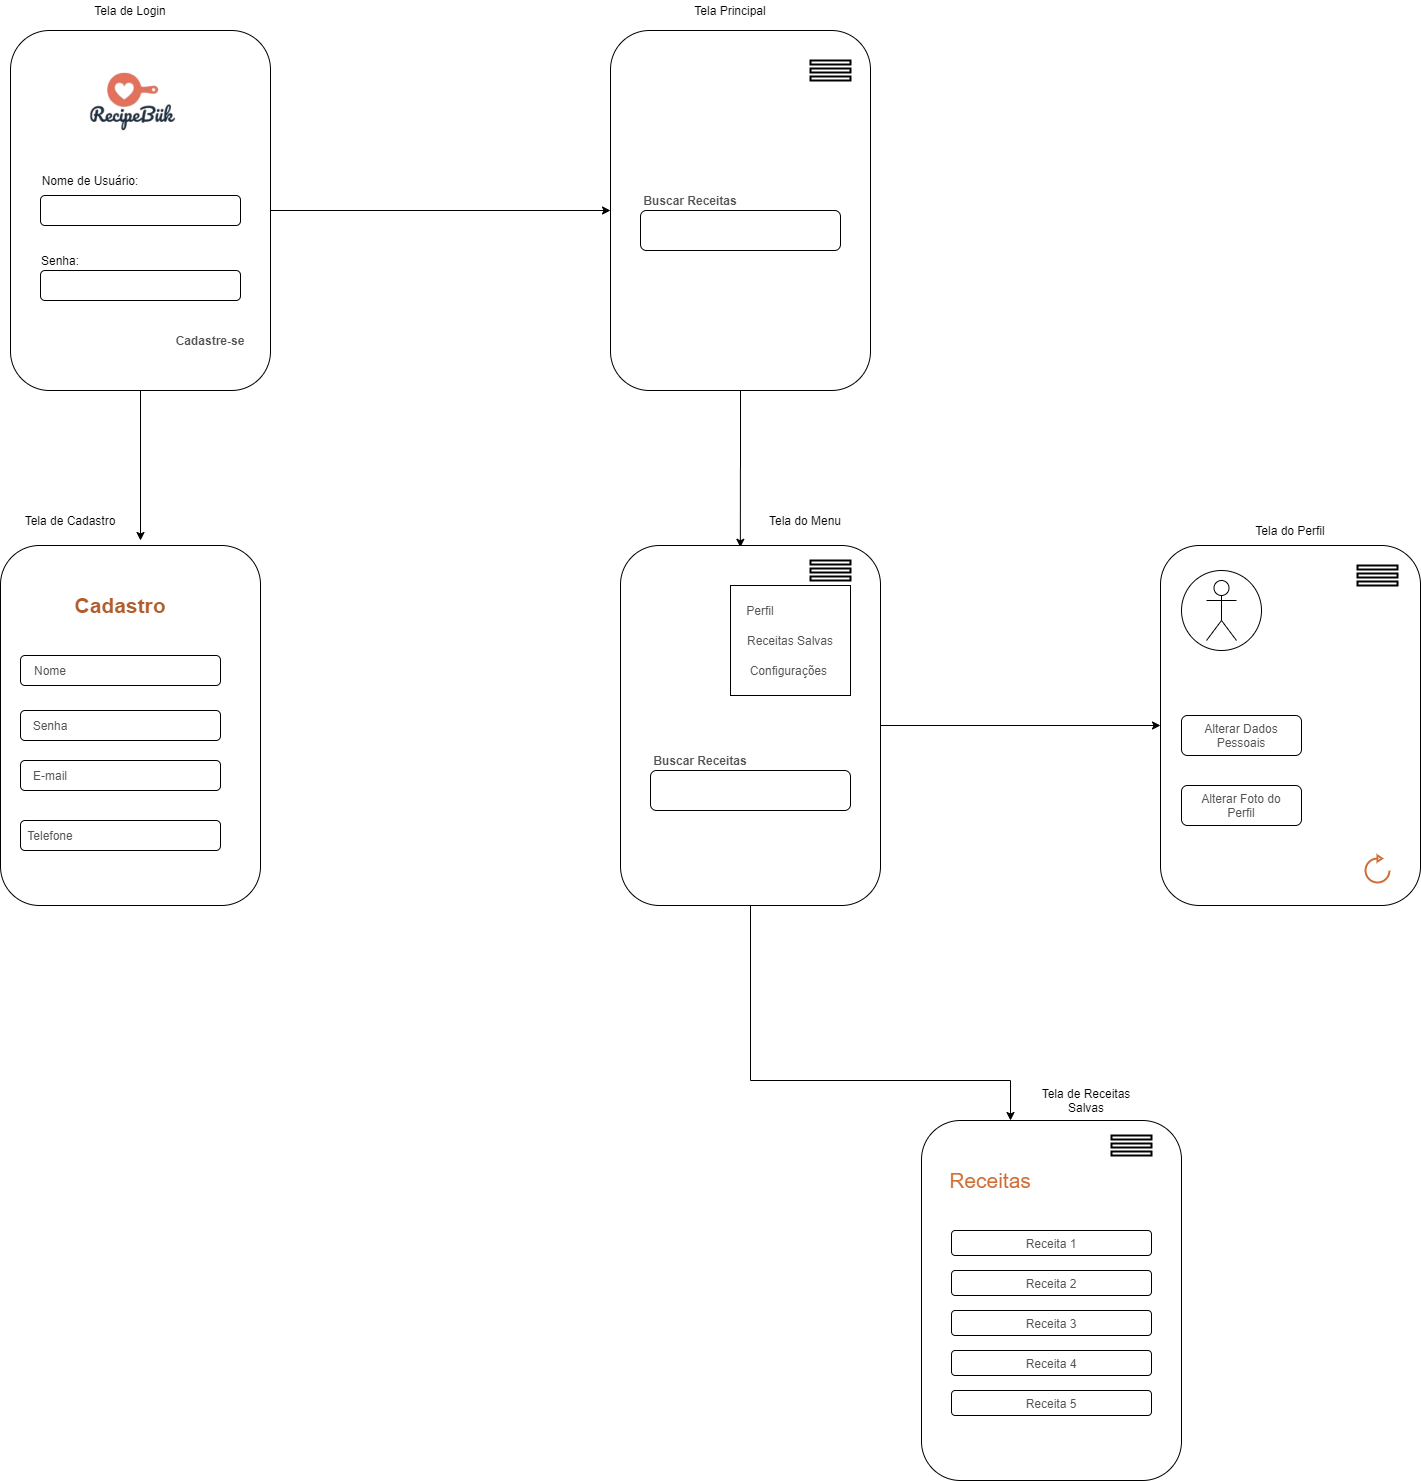 Tela de Login
Tela Principal
RecipeBük
Nome de Usuário:
Senha:
Cadastre-se
Buscar Receitas
Tela de Cadastro
Cadastro
Nome
Senha
E-mail
Telefone
Tela do Menu
Perfil
Receitas Salvas
Configurações
Buscar Receitas
Tela do Perfil
Alterar Dados
Pessoais
Alterar Foto do
Perfil
Tela de Receitas
Salvas
Receitas
Receita 1
Receita 2
Receita 3
Receita 4
Receita 5